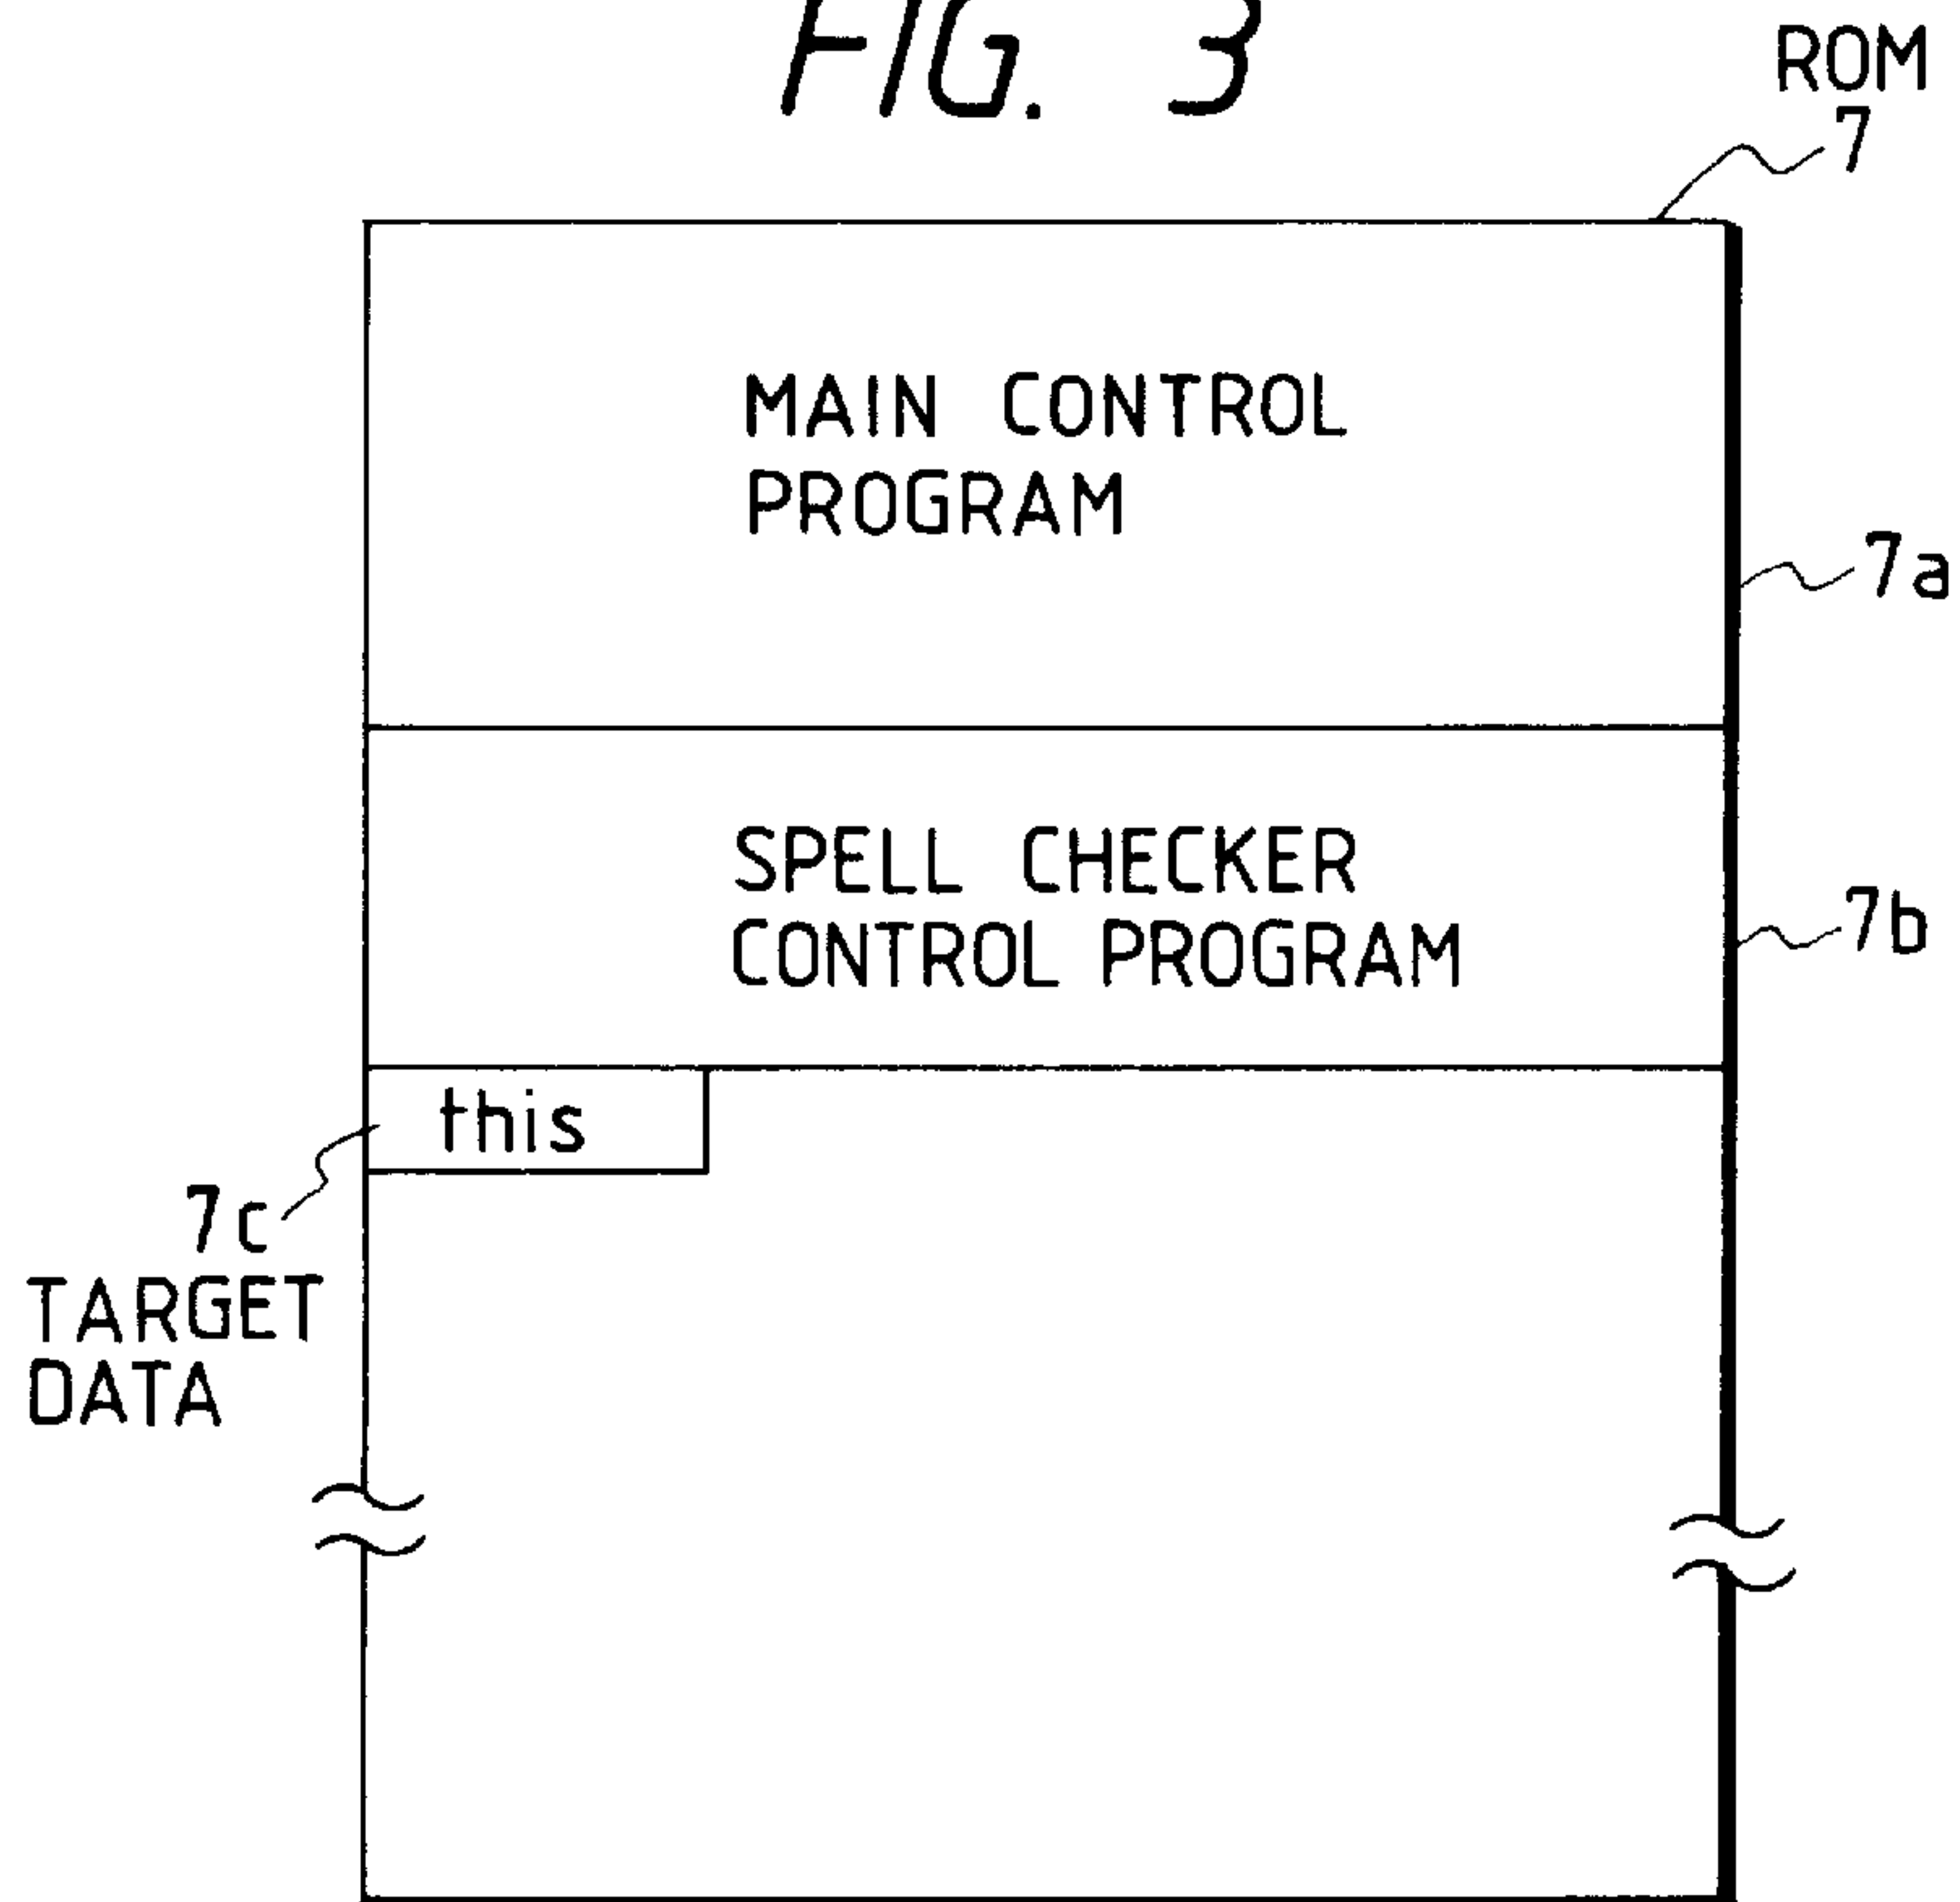 FIG. 3
ROM
7
MAIN CONTROL
PROGRAM
7a
SPELL CHECKER
CONTROL PROGRAM
7b
this
7c
TARGET
DATA